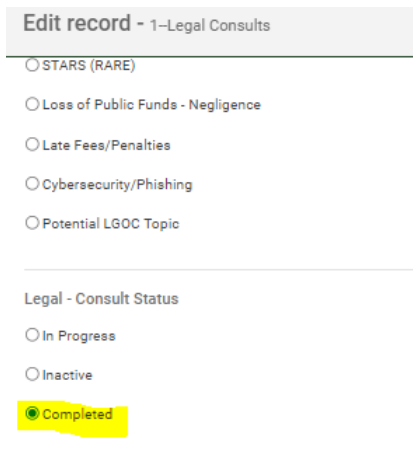 Edit record - 1--Legal Consults
STARS (RARE)
Loss of Public Funds - Negligence
Late Fees/Penalties
Cybersecurity/Phishing
Potential LGOC Topic
Legal - Consult Status
In Progress
Inactive
Completed